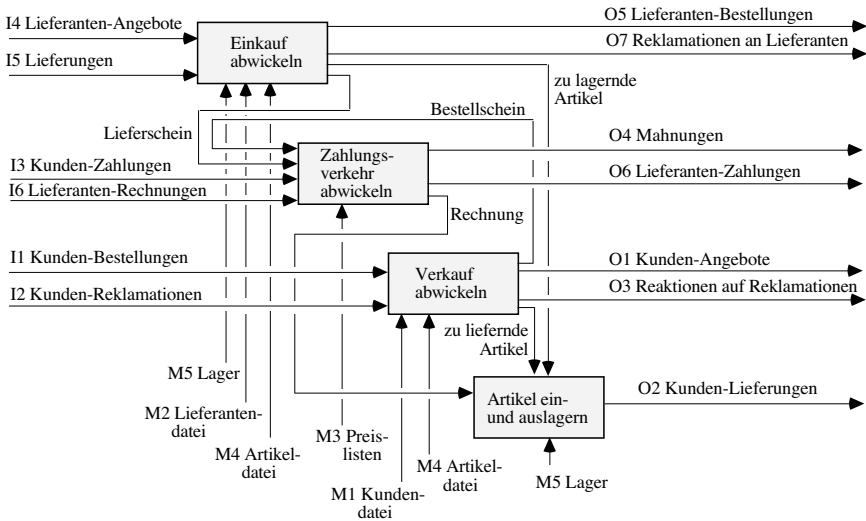 I4 Lieferanten-Angebote
O5 Lieferanten-Bestellungen
Einkauf
abwickeln
O7 Reklamationen an Lieferanten
I5 Lieferungen
zu lagernde
Artikel
Bestellschein
Lieferschein
O4 Mahnungen
Zahlungs-
verkehr
abwickeln
I3 Kunden-Zahlungen
O6 Lieferanten-Zahlungen
I6 Lieferanten-Rechnungen
Rechnung
I1 Kunden-Bestellungen
O1 Kunden-Angebote
Verkauf
abwickeln
I2 Kunden-Reklamationen
O3 Reaktionen auf Reklamationen
zu liefernde
Artikel
M5 Lager
O2 Kunden-Lieferungen
Artikel ein-
und auslagern
M2 Lieferanten-
datei
M3 Preis-
listen
M4 Artikel-
datei
M4 Artikel-
datei
M5 Lager
M1 Kunden-
datei